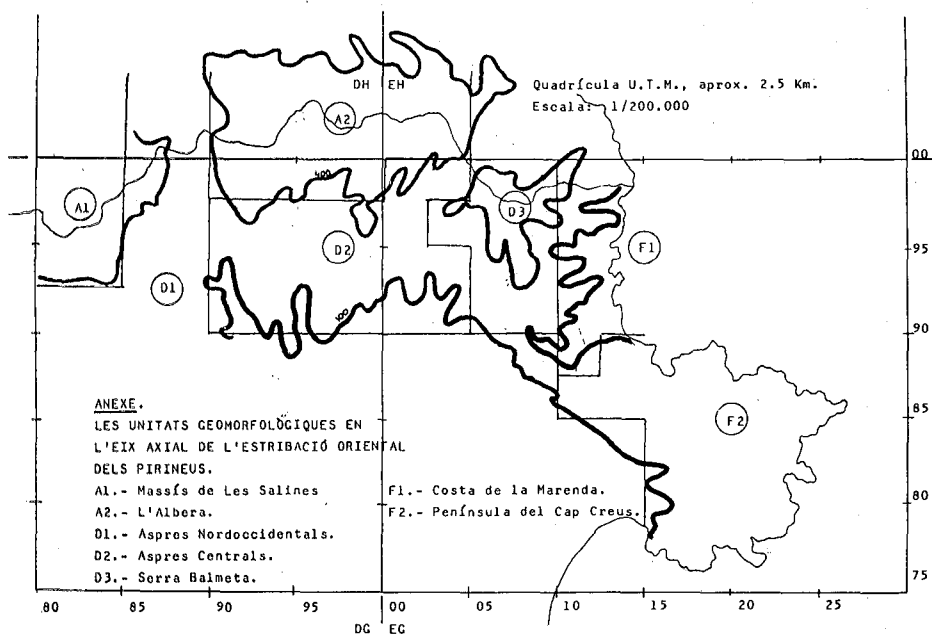 DH EH
Quadrícula U.T.M., aprox. 2.5 Km.
Escala: 1/200.000
A2
00
400
A1
D3
D2
F1
95
D1
100
90
ANEXE.
LES UNITATS GEOMORFOLÒGIQUES EN
L'EIX AXIAL DE L'ESTRIBACIÓ ORIENTAL
DELS PIRINEUS.
A1.- Massís de Les Salines
A2.- L'Albera.
D1.- Aspres Nordoccidentals.
D2.- Aspres Centrals.
D3.- Serra Balmeta.
F1.- Costa de la Marenda.
F2.- Península del Cap Creus.
F2
85
80
75
80 85 90 95 00 05 10 15 20 25
DG EG